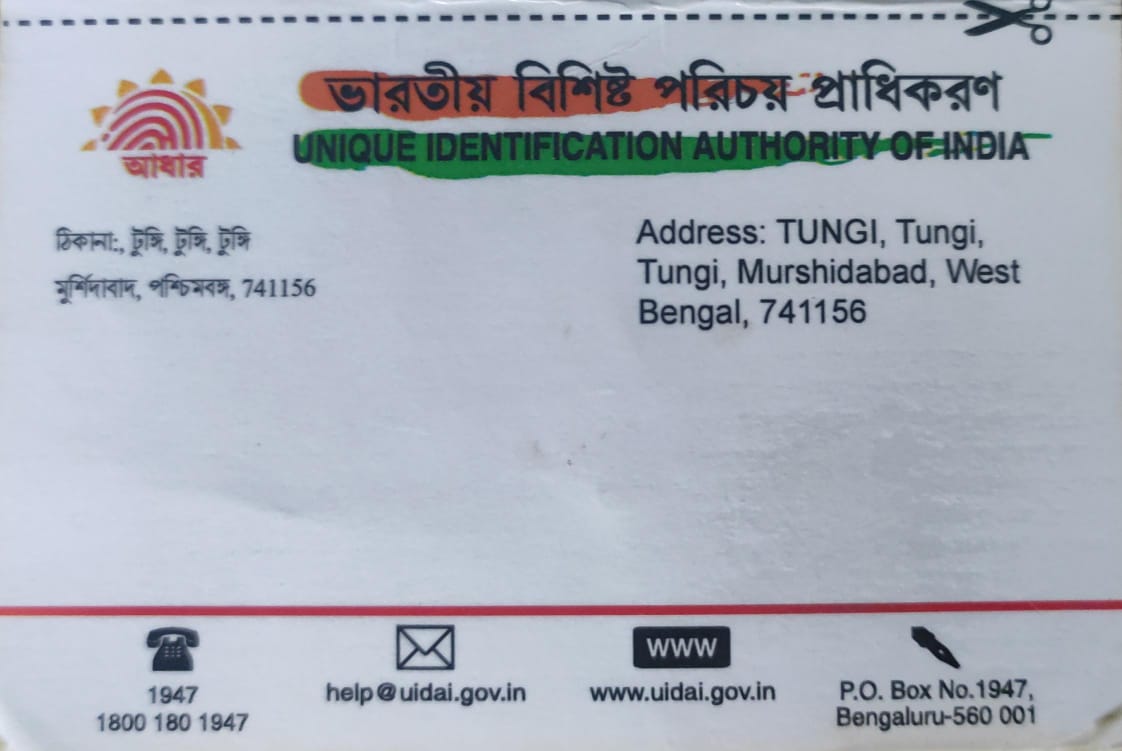 ভারতীয় বিশিষ্ট পরিচয় প্রাধিকরণ
UNIQUE IDENTIFICATION AUTHORITY OF INDIA
আধার
ঠিকানা:, টুঙ্গি, টুঙ্গি, টুঙ্গি
মুর্শিদাবাদ, পশ্চিমবঙ্গ, 741156
Address: TUNGI, Tungi,
Tungi, Murshidabad, West
Bengal, 741156
1947
1800 180 1947
help@uidai.gov.in
WWW
www.uidai.gov.in
P.O. Box No.1947,
Bengaluru-560 001